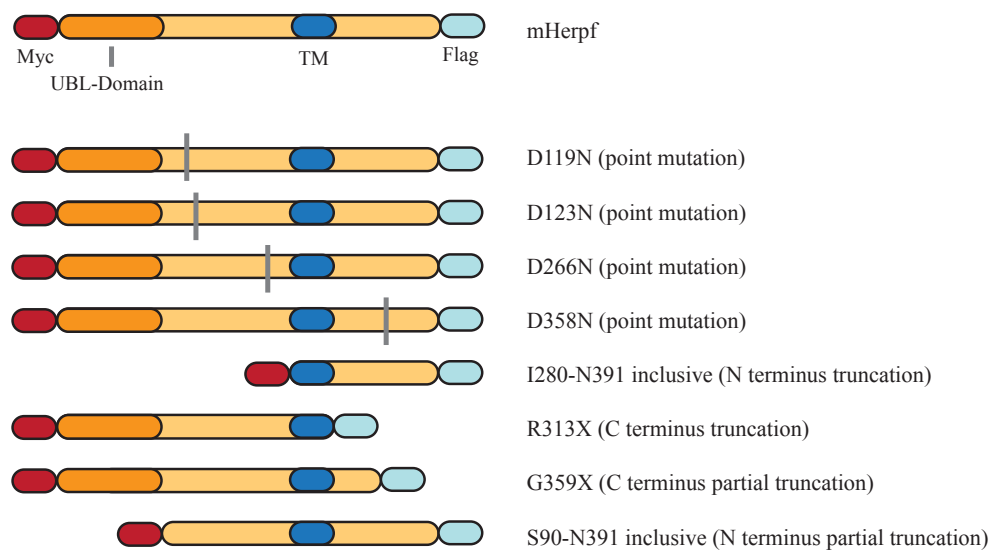 mHerpf
Myc TM Flag
UBL-Domain
D119N (point mutation)
D123N (point mutation)
D266N (point mutation)
D358N (point mutation)
I280-N391 inclusive (N terminus truncation)
R313X (C terminus truncation)
G359X (C terminus partial truncation)
S90-N391 inclusive (N terminus partial truncation)